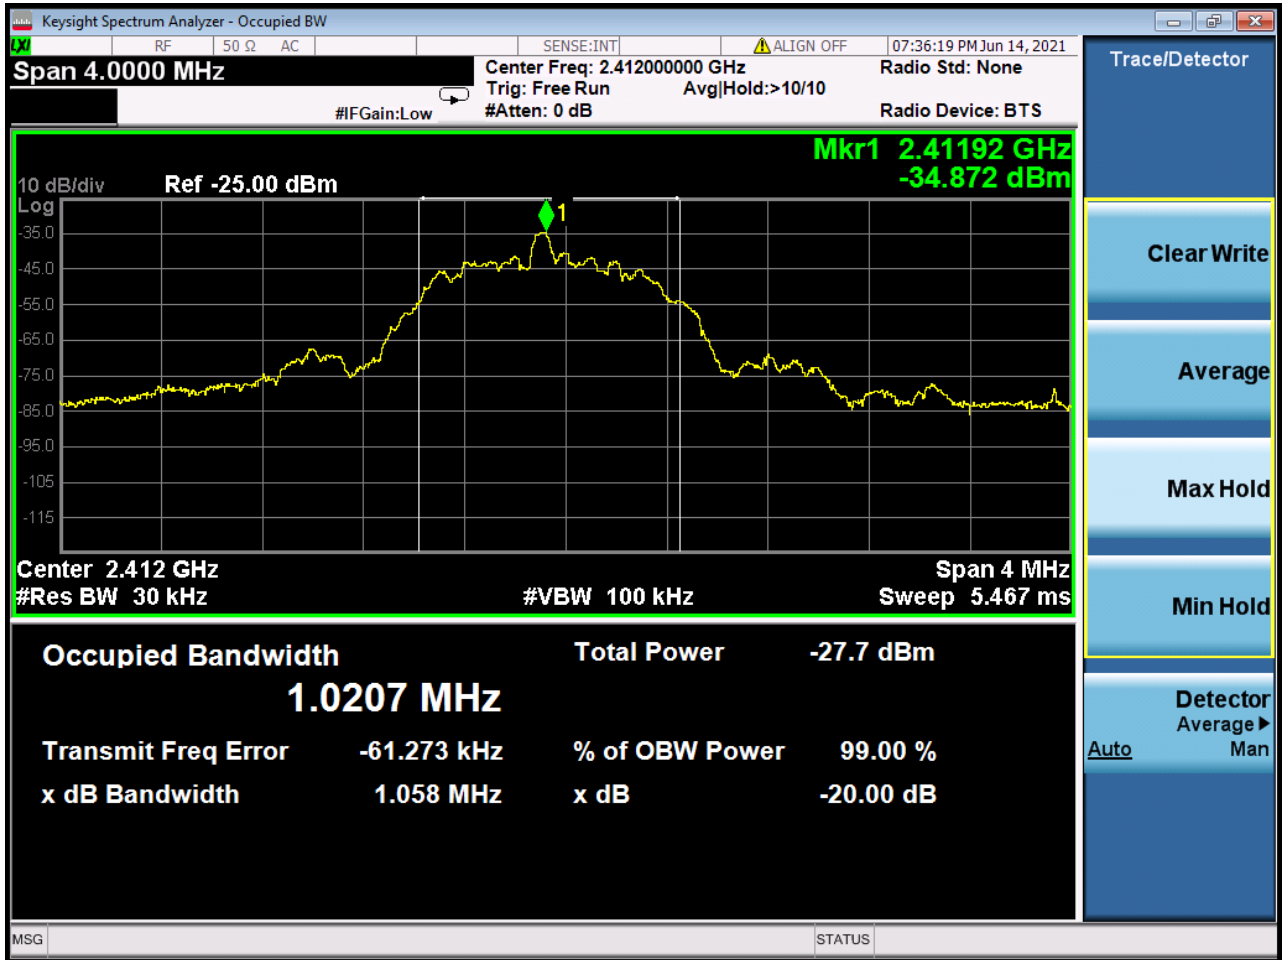 Keysight Spectrum Analyzer - Occupied BW
LXI RF 50 Ω AC SENSE:INT ALIGN OFF 07:36:19 PM Jun 14, 2021
Span 4.0000 MHz
Center Freq: 2.412000000 GHz Radio Std: None
Trig: Free Run Avg|Hold:>10/10
#IFGain:Low #Atten: 0 dB Radio Device: BTS
Mkr1 2.41192 GHz
-34.872 dBm
10 dB/div Ref -25.00 dBm
Log
1
-35.0
-45.0
-55.0
-65.0
-75.0
-85.0
-95.0
-105
-115
Center 2.412 GHz Span 4 MHz
#Res BW 30 kHz #VBW 100 kHz Sweep 5.467 ms
Occupied Bandwidth Total Power -27.7 dBm
1.0207 MHz
Transmit Freq Error -61.273 kHz % of OBW Power 99.00 %
x dB Bandwidth 1.058 MHz x dB -20.00 dB
Trace/Detector
Clear Write
Average
Max Hold
Min Hold
Detector
Average
Auto Man
MSG STATUS